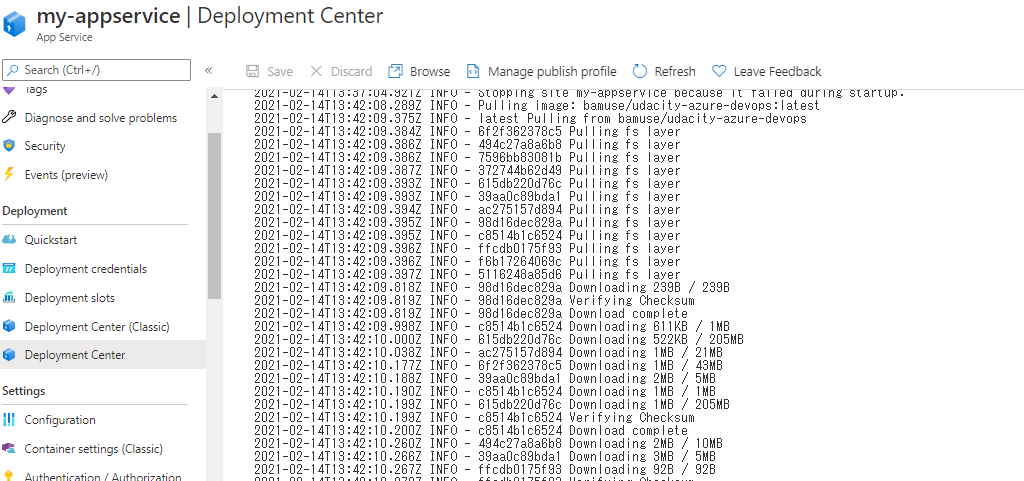 my-appservice | Deployment Center
App Service
Search (Ctrl+/)
«
Save
Discard
Browse
Manage publish profile
Refresh
Leave Feedback
Tags
Diagnose and solve problems
Security
Events (preview)
Deployment
Quickstart
Deployment credentials
Deployment slots
Deployment Center (Classic)
Deployment Center
Settings
Configuration
Container settings (Classic)
Authentication / Authorization
2021-02-14T13:37:04.921Z INFO - Stopping site my-appservice because it failed during startup.
2021-02-14T13:42:08.289Z INFO - Pulling image: bamuse/udacity-azure-devops:latest
2021-02-14T13:42:09.375Z INFO - latest Pulling from bamuse/udacity-azure-devops
2021-02-14T13:42:09.384Z INFO - 6f2f362378c5 Pulling fs layer
2021-02-14T13:42:09.386Z INFO - 494c27a8a6b8 Pulling fs layer
2021-02-14T13:42:09.386Z INFO - 7596bb83081b Pulling fs layer
2021-02-14T13:42:09.387Z INFO - 372744b62d49 Pulling fs layer
2021-02-14T13:42:09.393Z INFO - 615db220d76c Pulling fs layer
2021-02-14T13:42:09.393Z INFO - 39aa0c89bda1 Pulling fs layer
2021-02-14T13:42:09.394Z INFO - ac275157d894 Pulling fs layer
2021-02-14T13:42:09.395Z INFO - 98d16dec829a Pulling fs layer
2021-02-14T13:42:09.395Z INFO - c8514b1c6524 Pulling fs layer
2021-02-14T13:42:09.396Z INFO - ffcdb0175f93 Pulling fs layer
2021-02-14T13:42:09.396Z INFO - f6b17264069c Pulling fs layer
2021-02-14T13:42:09.397Z INFO - 5116248a85d6 Pulling fs layer
2021-02-14T13:42:09.818Z INFO - 98d16dec829a Downloading 239B / 239B
2021-02-14T13:42:09.819Z INFO - 98d16dec829a Verifying Checksum
2021-02-14T13:42:09.819Z INFO - 98d16dec829a Download complete
2021-02-14T13:42:09.998Z INFO - c8514b1c6524 Downloading 611KB / 1MB
2021-02-14T13:42:10.000Z INFO - 615db220d76c Downloading 522KB / 205MB
2021-02-14T13:42:10.038Z INFO - ac275157d894 Downloading 1MB / 21MB
2021-02-14T13:42:10.177Z INFO - 6f2f362378c5 Downloading 1MB / 43MB
2021-02-14T13:42:10.188Z INFO - 39aa0c89bda1 Downloading 2MB / 5MB
2021-02-14T13:42:10.190Z INFO - c8514b1c6524 Downloading 1MB / 1MB
2021-02-14T13:42:10.199Z INFO - 615db220d76c Downloading 1MB / 205MB
2021-02-14T13:42:10.199Z INFO - c8514b1c6524 Verifying Checksum
2021-02-14T13:42:10.200Z INFO - c8514b1c6524 Download complete
2021-02-14T13:42:10.260Z INFO - 494c27a8a6b8 Downloading 2MB / 10MB
2021-02-14T13:42:10.266Z INFO - 39aa0c89bda1 Downloading 3MB / 5MB
2021-02-14T13:42:10.267Z INFO - ffcdb0175f93 Downloading 92B / 92B